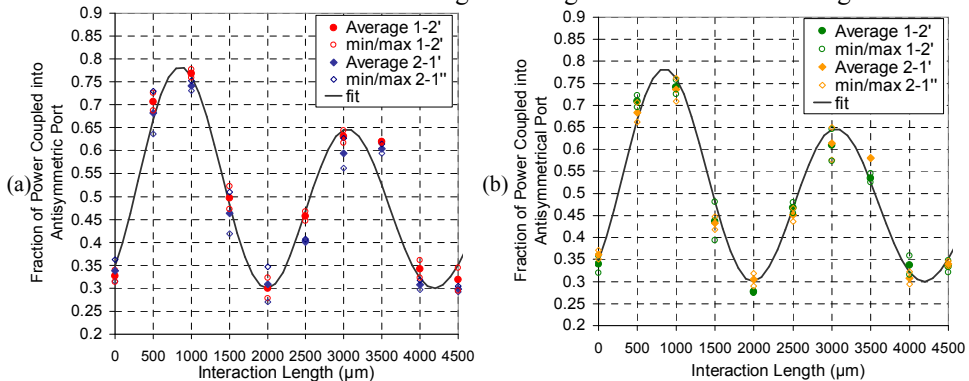 (a)
Fraction of Power Coupled into
Antisymmetric Port
0.9
0.85
0.8
0.75
0.7
0.65
0.6
0.55
0.5
0.45
0.4
0.35
0.3
0.25
0.2
Average 1-2'
min/max 1-2'
Average 2-1'
min/max 2-1''
fit
0 500 1000 1500 2000 2500 3000 3500 4000 4500
Interaction Length (µm)
(b)
Fraction of Power Coupled into
Antisymmetrical Port
0.9
0.85
0.8
0.75
0.7
0.65
0.6
0.55
0.5
0.45
0.4
0.35
0.3
0.25
0.2
Average 1-2'
min/max 1-2'
Average 2-1'
min/max 2-1''
fit
0 500 1000 1500 2000 2500 3000 3500 4000 4500
Interaction Length (µm)